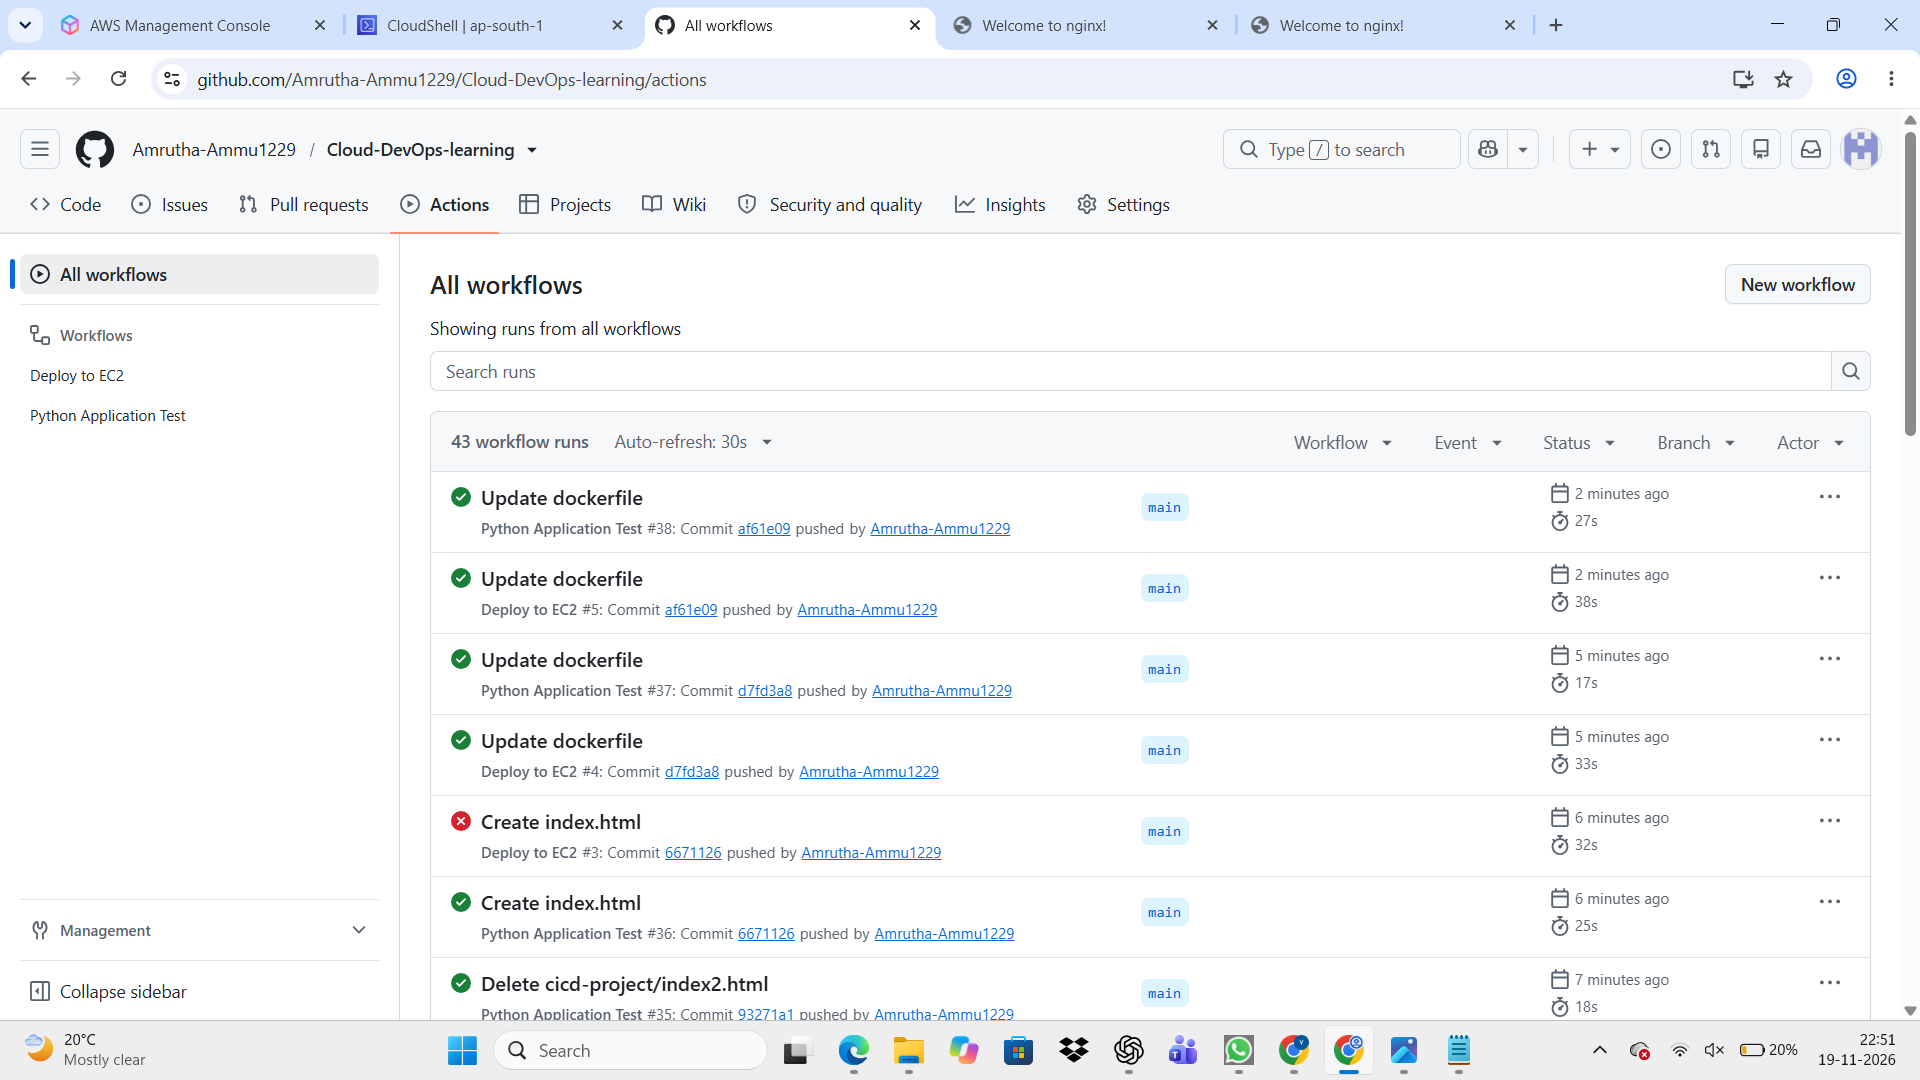 AWS Management Console
CloudShell | ap-south-1
All workflows
Welcome to nginx!
Welcome to nginx!
github.com/Amrutha-Ammu1229/Cloud-DevOps-learning/actions
Amrutha-Ammu1229 / Cloud-DevOps-learning
Type / to search
Code
Issues
Pull requests
Actions
Projects
Wiki
Security and quality
Insights
Settings
All workflows
Workflows
Deploy to EC2
Python Application Test
Management
Collapse sidebar
All workflows
New workflow
Showing runs from all workflows
Search runs
43 workflow runs
Auto-refresh: 30s
Workflow
Event
Status
Branch
Actor
Update dockerfile
Python Application Test #38: Commit af61e09 pushed by Amrutha-Ammu1229
main
2 minutes ago
27s
Update dockerfile
Deploy to EC2 #5: Commit af61e09 pushed by Amrutha-Ammu1229
main
2 minutes ago
38s
Update dockerfile
Python Application Test #37: Commit d7fd3a8 pushed by Amrutha-Ammu1229
main
5 minutes ago
17s
Update dockerfile
Deploy to EC2 #4: Commit d7fd3a8 pushed by Amrutha-Ammu1229
main
5 minutes ago
33s
Create index.html
Deploy to EC2 #3: Commit 6671126 pushed by Amrutha-Ammu1229
main
6 minutes ago
32s
Create index.html
Python Application Test #36: Commit 6671126 pushed by Amrutha-Ammu1229
main
6 minutes ago
25s
Delete cicd-project/index2.html
Python Application Test #35: Commit 93271a1 pushed by Amrutha-Ammu1229
main
7 minutes ago
18s
20°C
Mostly clear
Search
20%
22:51
19-11-2026